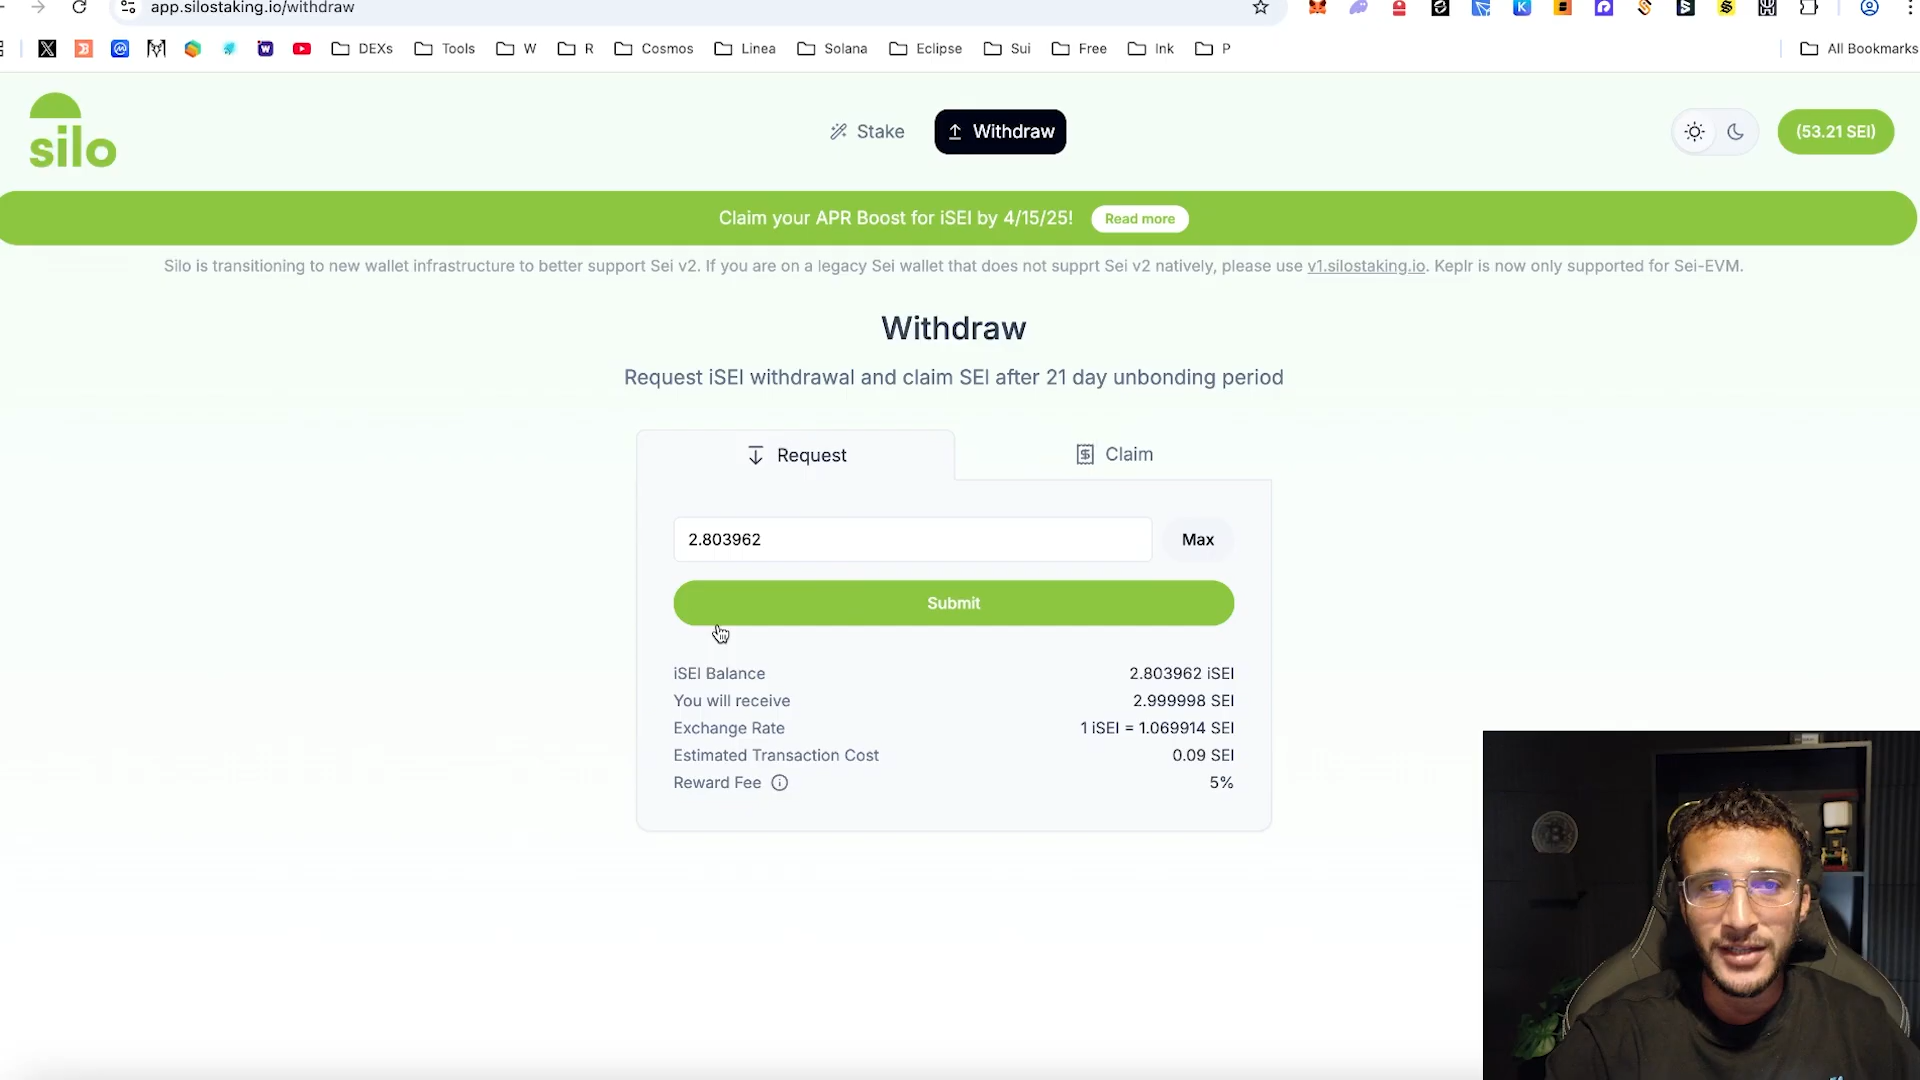 app.silostaking.io/withdraw
DEXs
Tools
W
R
Cosmos
Linea
Solana
Eclipse
Sui
Free
Ink
P
All Bookmarks
silo
Stake
Withdraw
(53.21 SEI)
Claim your APR Boost for iSEI by 4/15/25!
Read more
Silo is transitioning to new wallet infrastructure to better support Sei v2. If you are on a legacy Sei wallet that does not supprt Sei v2 natively, please use v1.silostaking.io. Keplr is now only supported for Sei-EVM.
Withdraw
Request iSEI withdrawal and claim SEI after 21 day unbonding period
Request
Claim
2.803962
Max
Submit
iSEI Balance 2.803962 iSEI
You will receive 2.999998 SEI
Exchange Rate 1 iSEI = 1.069914 SEI
Estimated Transaction Cost 0.09 SEI
Reward Fee 5%